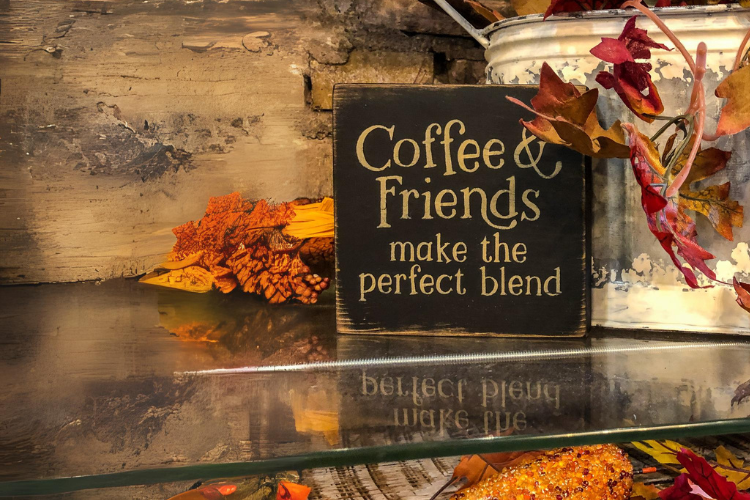 Coffee &
Friends
make the
perfect blend